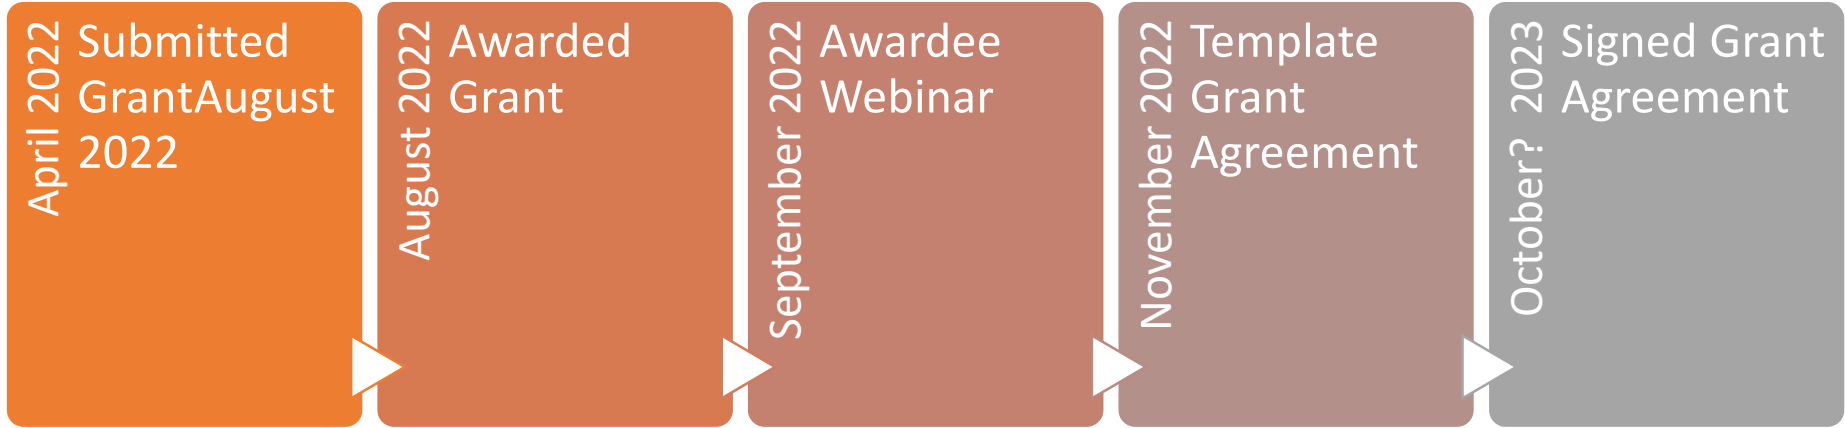 April 2022
Submitted
GrantAugust
2022
August 2022
Awarded
Grant
September 2022
Awardee
Webinar
November 2022
Template
Grant
Agreement
October? 2023
Signed Grant
Agreement